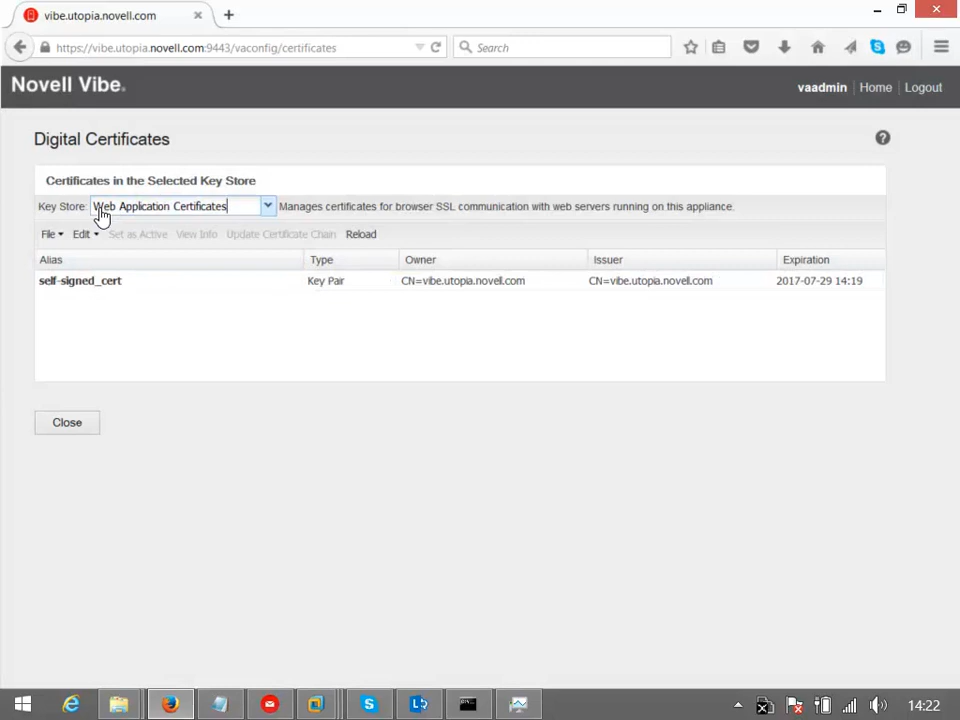 vibe.utopia.novell.com
https://vibe.utopia.novell.com:9443/vaconfig/certificates
Search
Novell Vibe.
vaadmin | Home | Logout
Digital Certificates
Certificates in the Selected Key Store
Key Store: Web Application Certificates Manages certificates for browser SSL communication with web servers running on this appliance.
File Edit Set as Active View Info Update Certificate Chain Reload
Alias Type Owner Issuer Expiration
self-signed_cert Key Pair CN=vibe.utopia.novell.com CN=vibe.utopia.novell.com 2017-07-29 14:19
Close
14:22